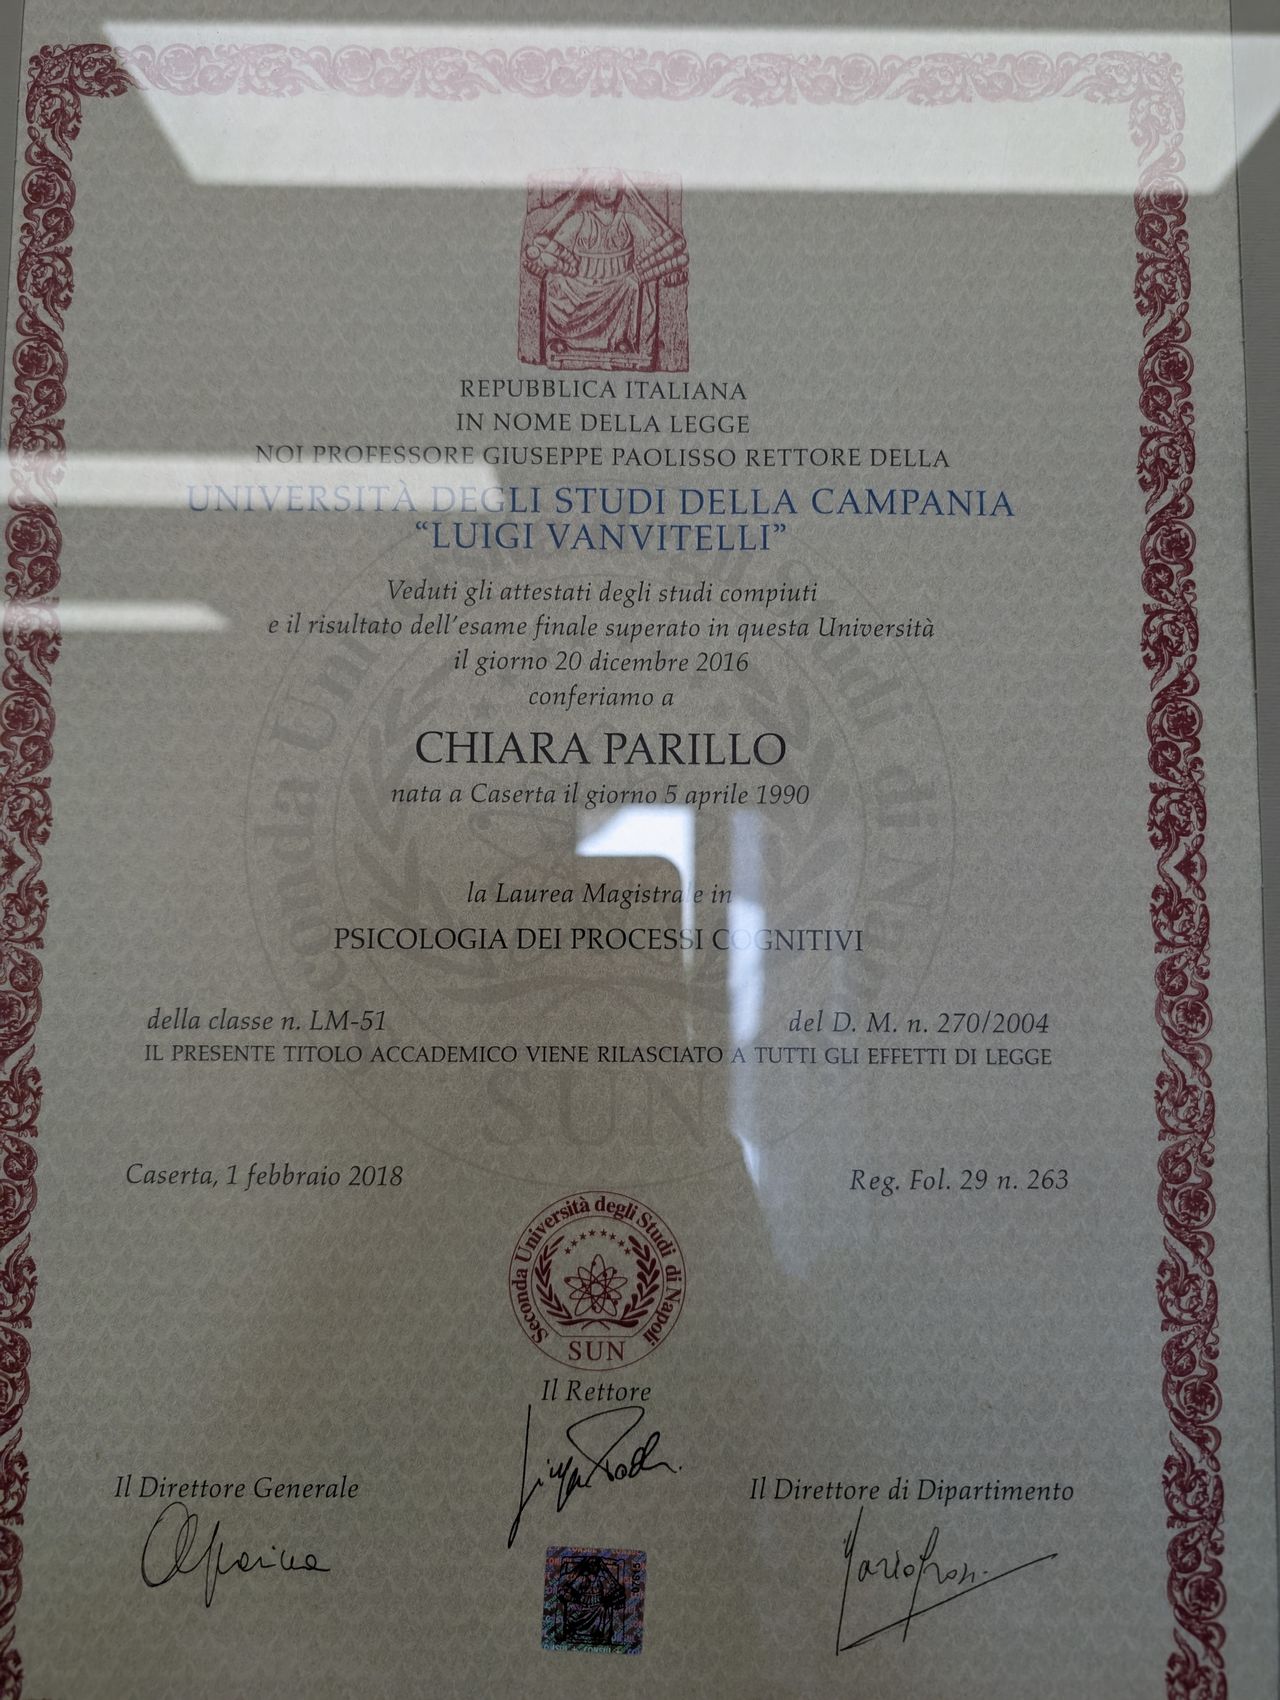 REPUBBLICA ITALIANA
IN NOME DELLA LEGGE
NOI PROFESSORE GIUSEPPE PAOLISSO RETTORE DELLA
UNIVERSITÀ DEGLI STUDI DELLA CAMPANIA
“LUIGI VANVITELLI”
Veduti gli attestati degli studi compiuti
e il risultato dell’esame finale superato in questa Università
il giorno 20 dicembre 2016
conferiamo a
CHIARA PARILLO
nata a Caserta il giorno 5 aprile 1990
la Laurea Magistrale in
PSICOLOGIA DEI PROCESSI COGNITIVI
della classe n. LM-51 del D. M. n. 270/2004
IL PRESENTE TITOLO ACCADEMICO VIENE RILASCIATO A TUTTI GLI EFFETTI DI LEGGE
SUN
Caserta, 1 febbraio 2018 Reg. Fol. 29 n. 263
Seconda Università degli Studi di Napoli
SUN
Il Rettore
Il Direttore Generale Il Direttore di Dipartimento